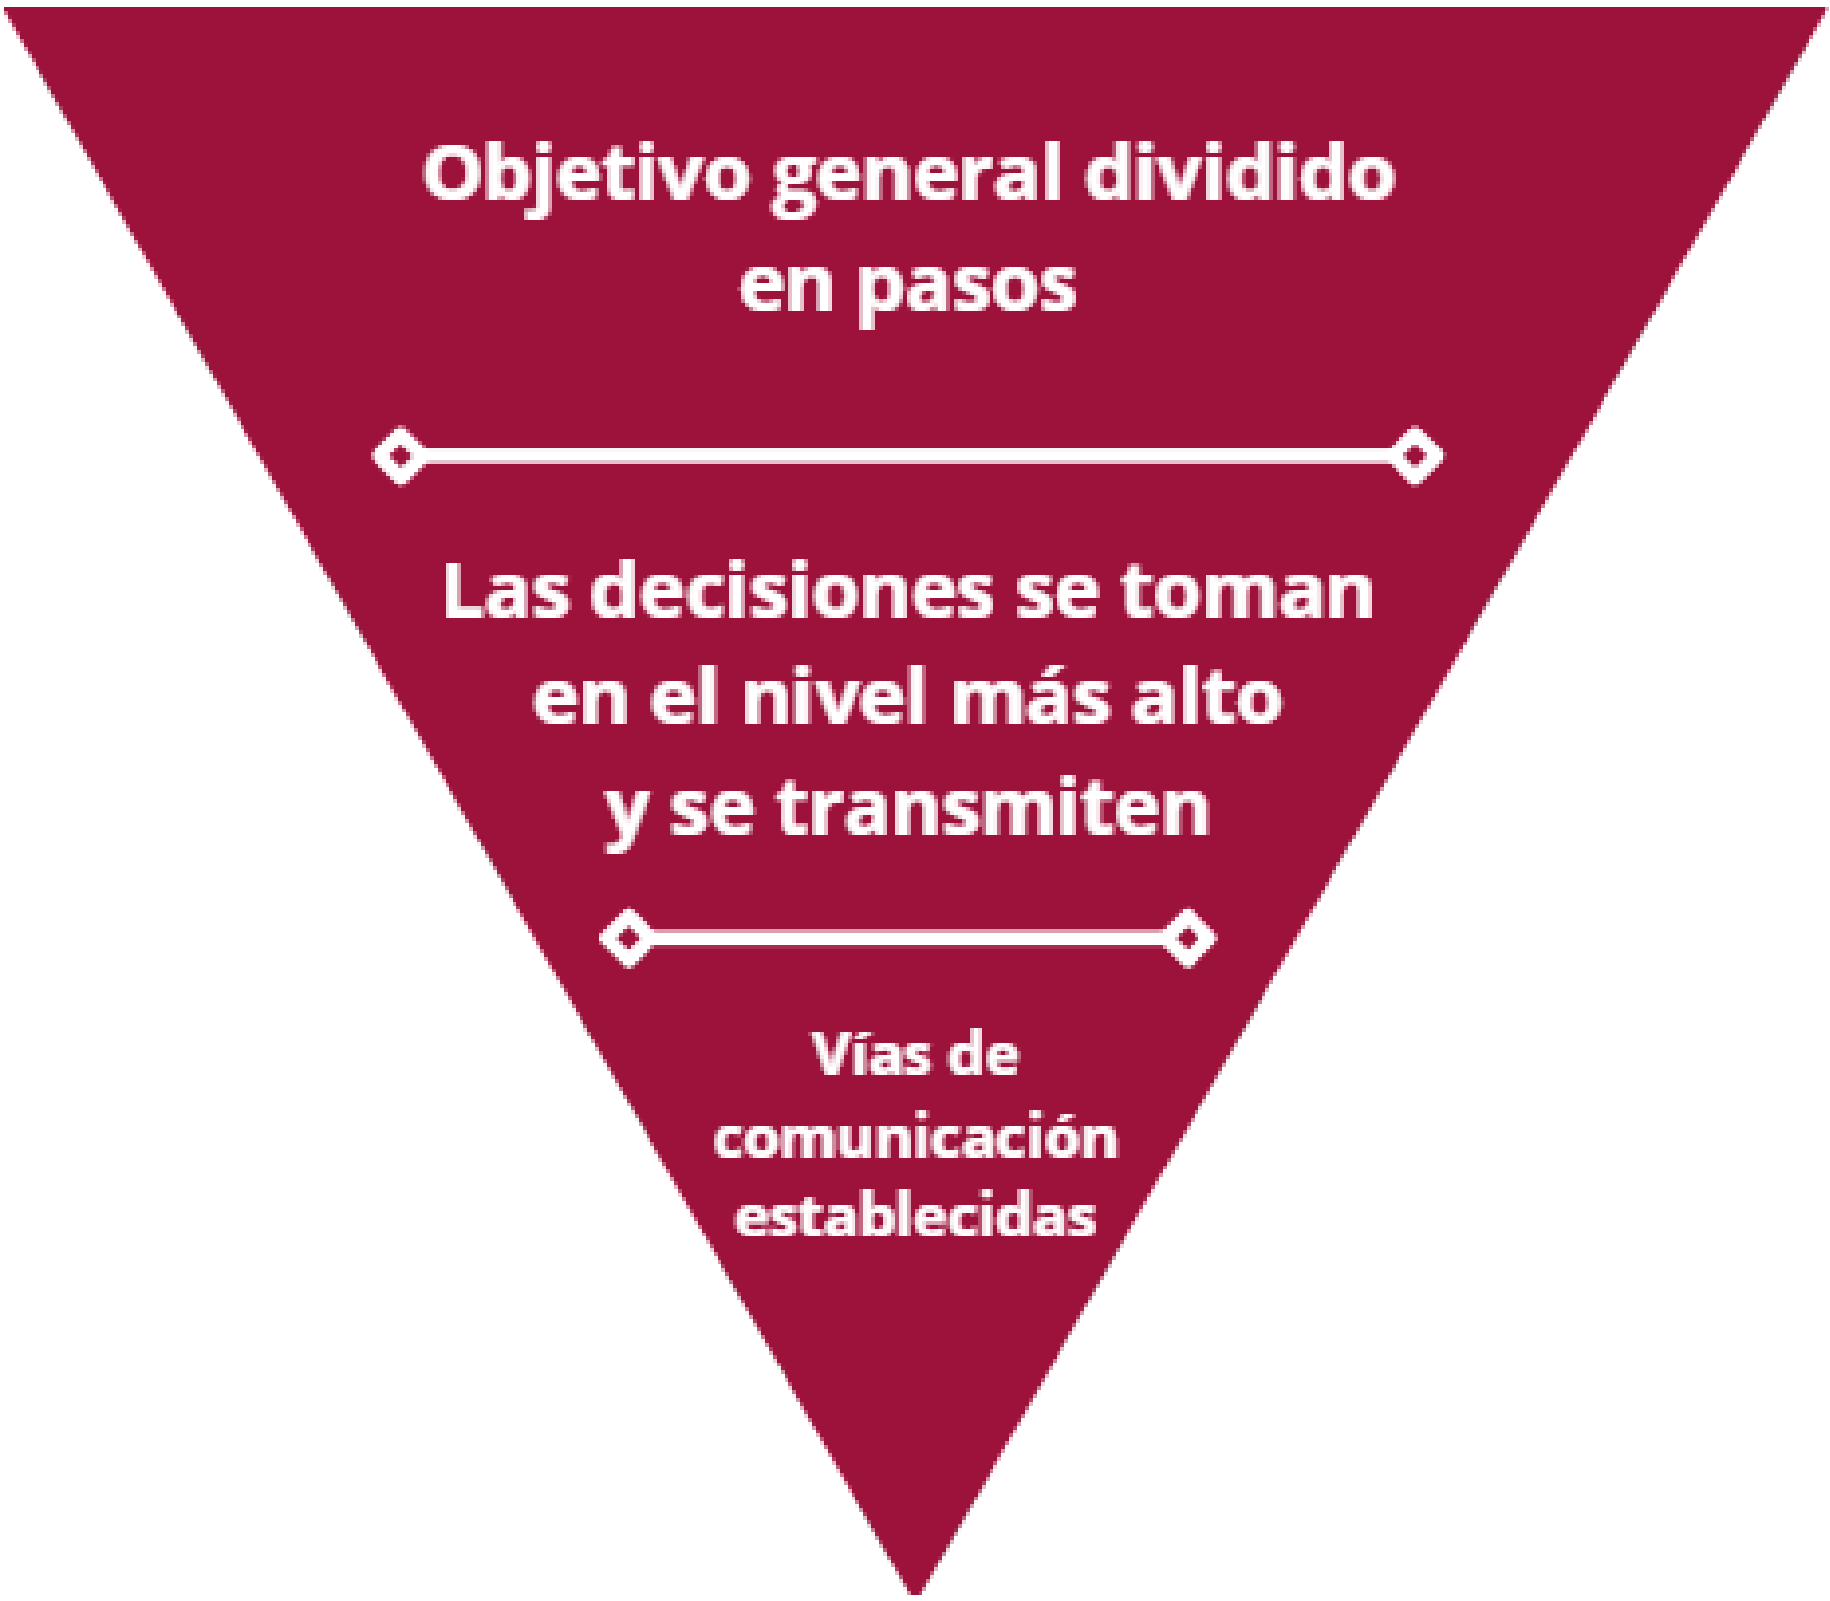 Objetivo general dividido
en pasos
Las decisiones se toman
en el nivel más alto
y se transmiten
Vías de
comunicación
establecidas